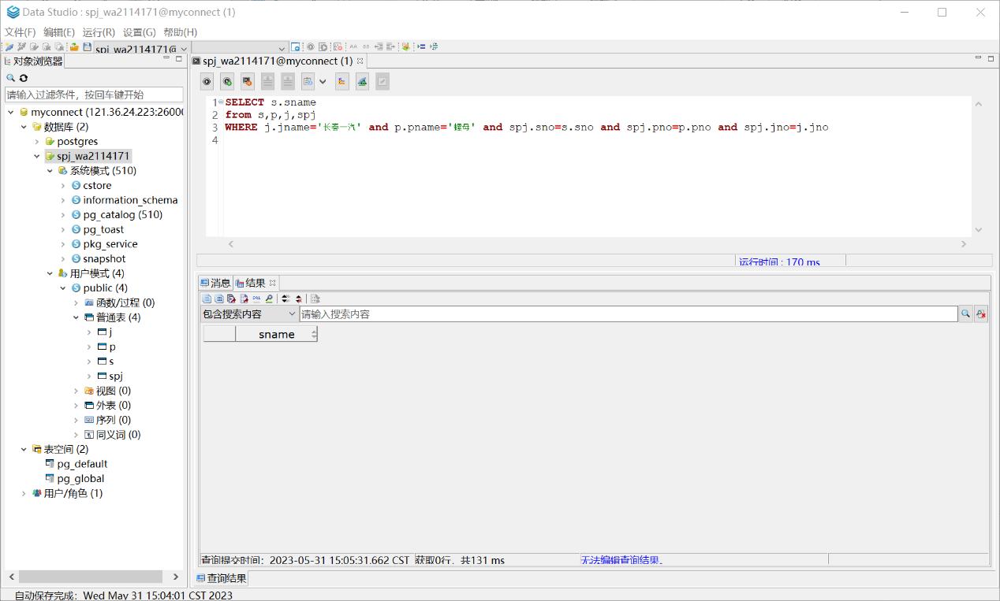 Data Studio : spj_wa2114171@myconnect (1)
文件(F) 编辑(E) 运行(R) 设置(G) 帮助(H)
spj_wa2114171@
对象浏览器
请输入过滤条件，按回车键开始
myconnect (121.36.24.223:26000
数据库 (2)
postgres
spj_wa2114171
系统模式 (510)
cstore
information_schema
pg_catalog (510)
pg_toast
pkg_service
snapshot
用户模式 (4)
public (4)
函数/过程 (0)
普通表 (4)
j
p
s
spj
视图 (0)
外表 (0)
序列 (0)
同义词 (0)
表空间 (2)
pg_default
pg_global
用户/角色 (1)
spj_wa2114171@myconnect (1)
1 SELECT s.sname
2 from s,p,j,spj
3 WHERE j.jname='长春一汽' and p.pname='螺母' and spj.sno=s.sno and spj.pno=p.pno and spj.jno=j.jno
4
运行时间 : 170 ms
消息 结果
包含搜索内容 请输入搜索内容
sname
查询提交时间：2023-05-31 15:05:31.662 CST 获取0行，共131 ms 无法编辑查询结果。
查询结果
自动保存完成：Wed May 31 15:04:01 CST 2023